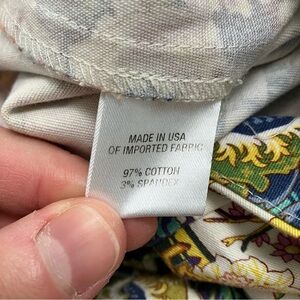 MADE IN USA
OF IMPORTED FABRIC
97% COTTON
3% SPANDEX